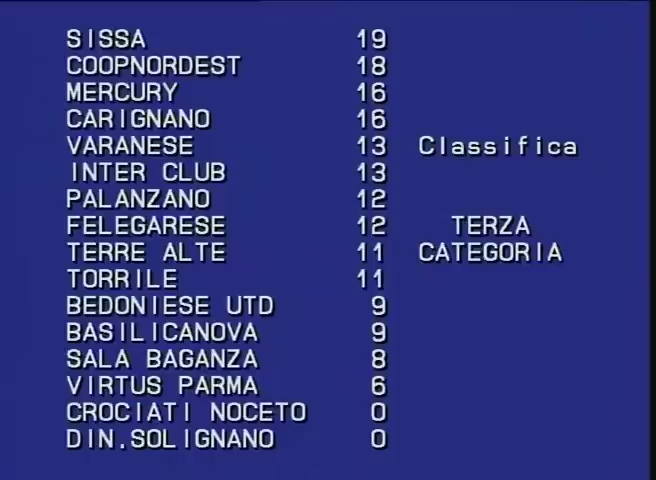 SISSA 19
COOPNORDEST 18
MERCURY 16
CARIGNANO 16
VARANESE 13 Classifica
INTER CLUB 13
PALANZANO 12
FELEGARESE 12 TERZA
TERRE ALTE 11 CATEGORIA
TORRILE 11
BEDONIESE UTD 9
BASILICANOVA 9
SALA BAGANZA 8
VIRTUS PARMA 6
CROCIATI NOCETO 0
DIN.SOLIGNANO 0